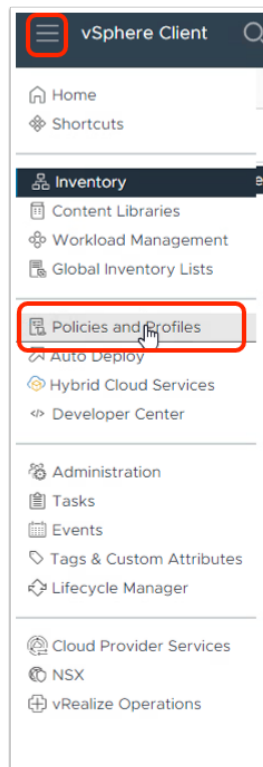 vSphere Client
Home
Shortcuts
Inventory
Content Libraries
Workload Management
Global Inventory Lists
Policies and Profiles
Auto Deploy
Hybrid Cloud Services
Developer Center
Administration
Tasks
Events
Tags & Custom Attributes
Lifecycle Manager
Cloud Provider Services
NSX
vRealize Operations